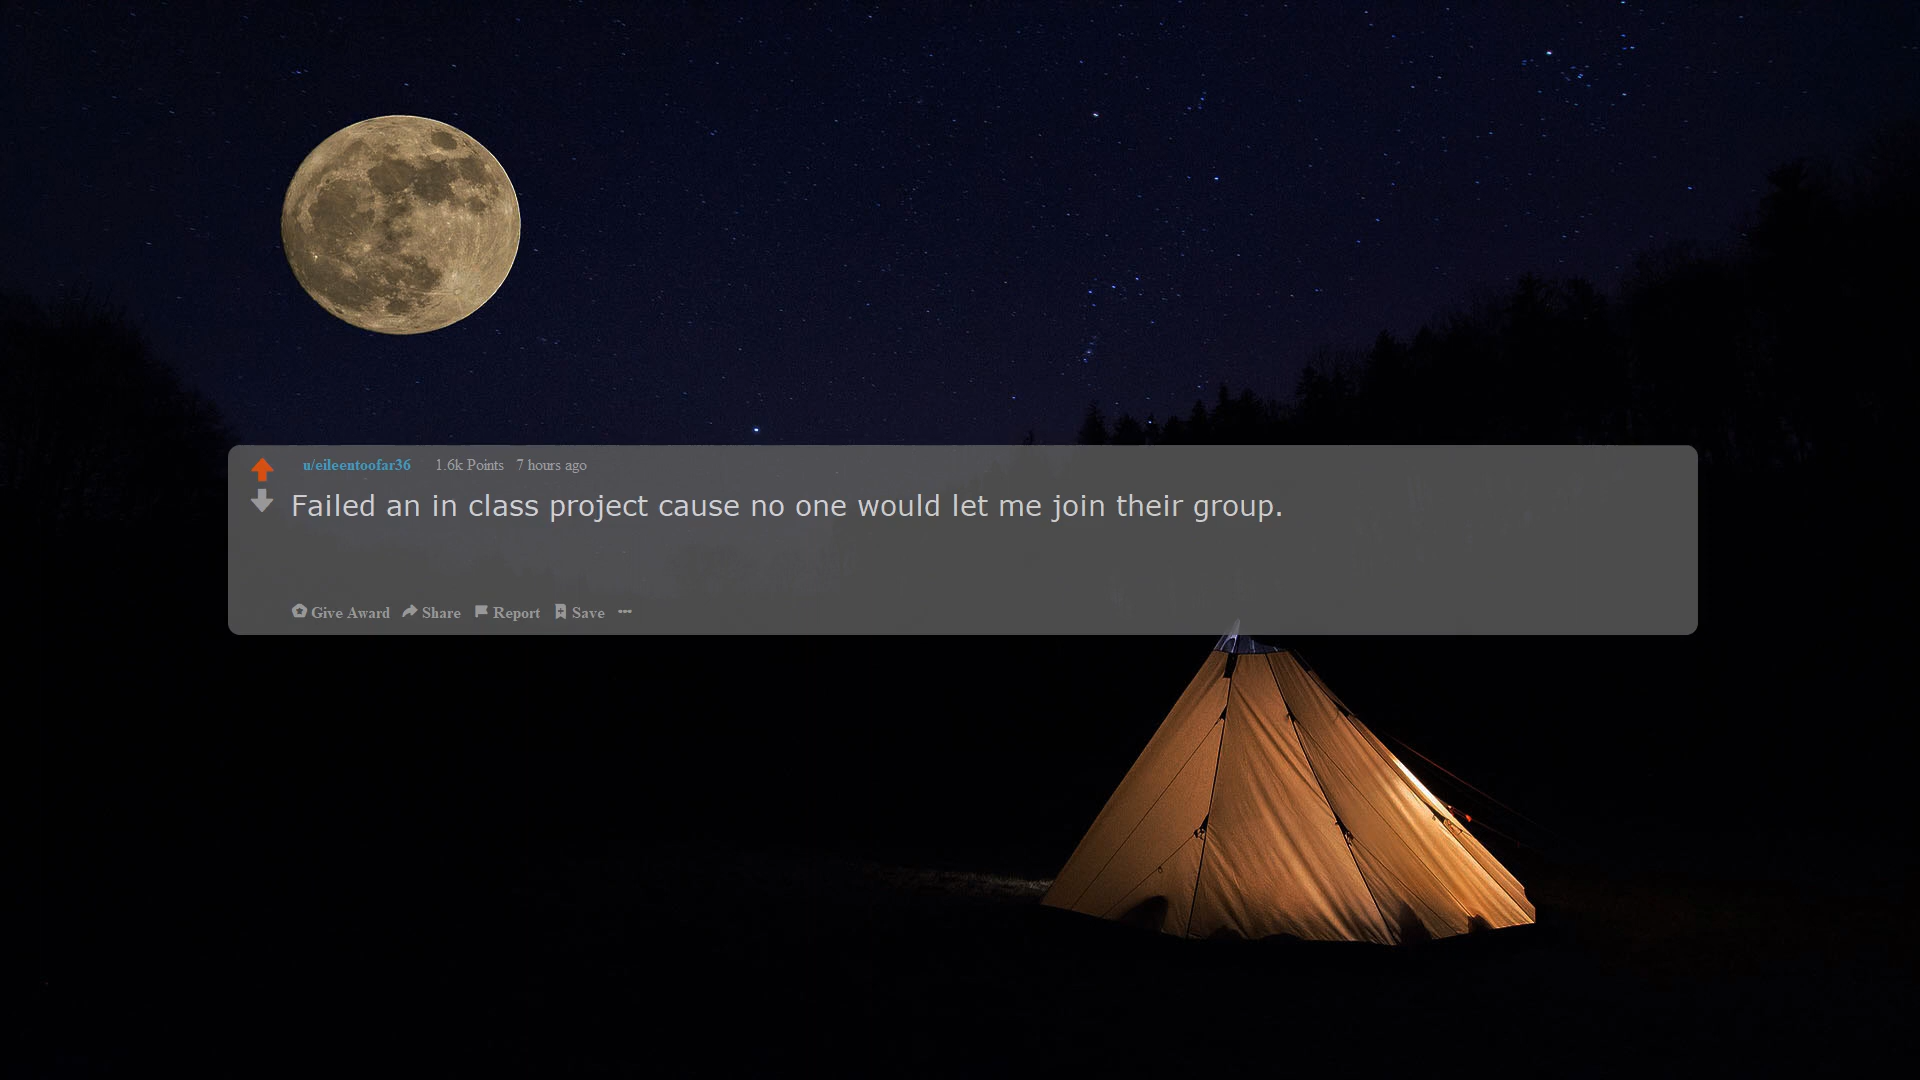 u/eileentoofar36 1.6k Points 7 hours ago
Failed an in class project cause no one would let me join their group.
Give Award Share Report Save